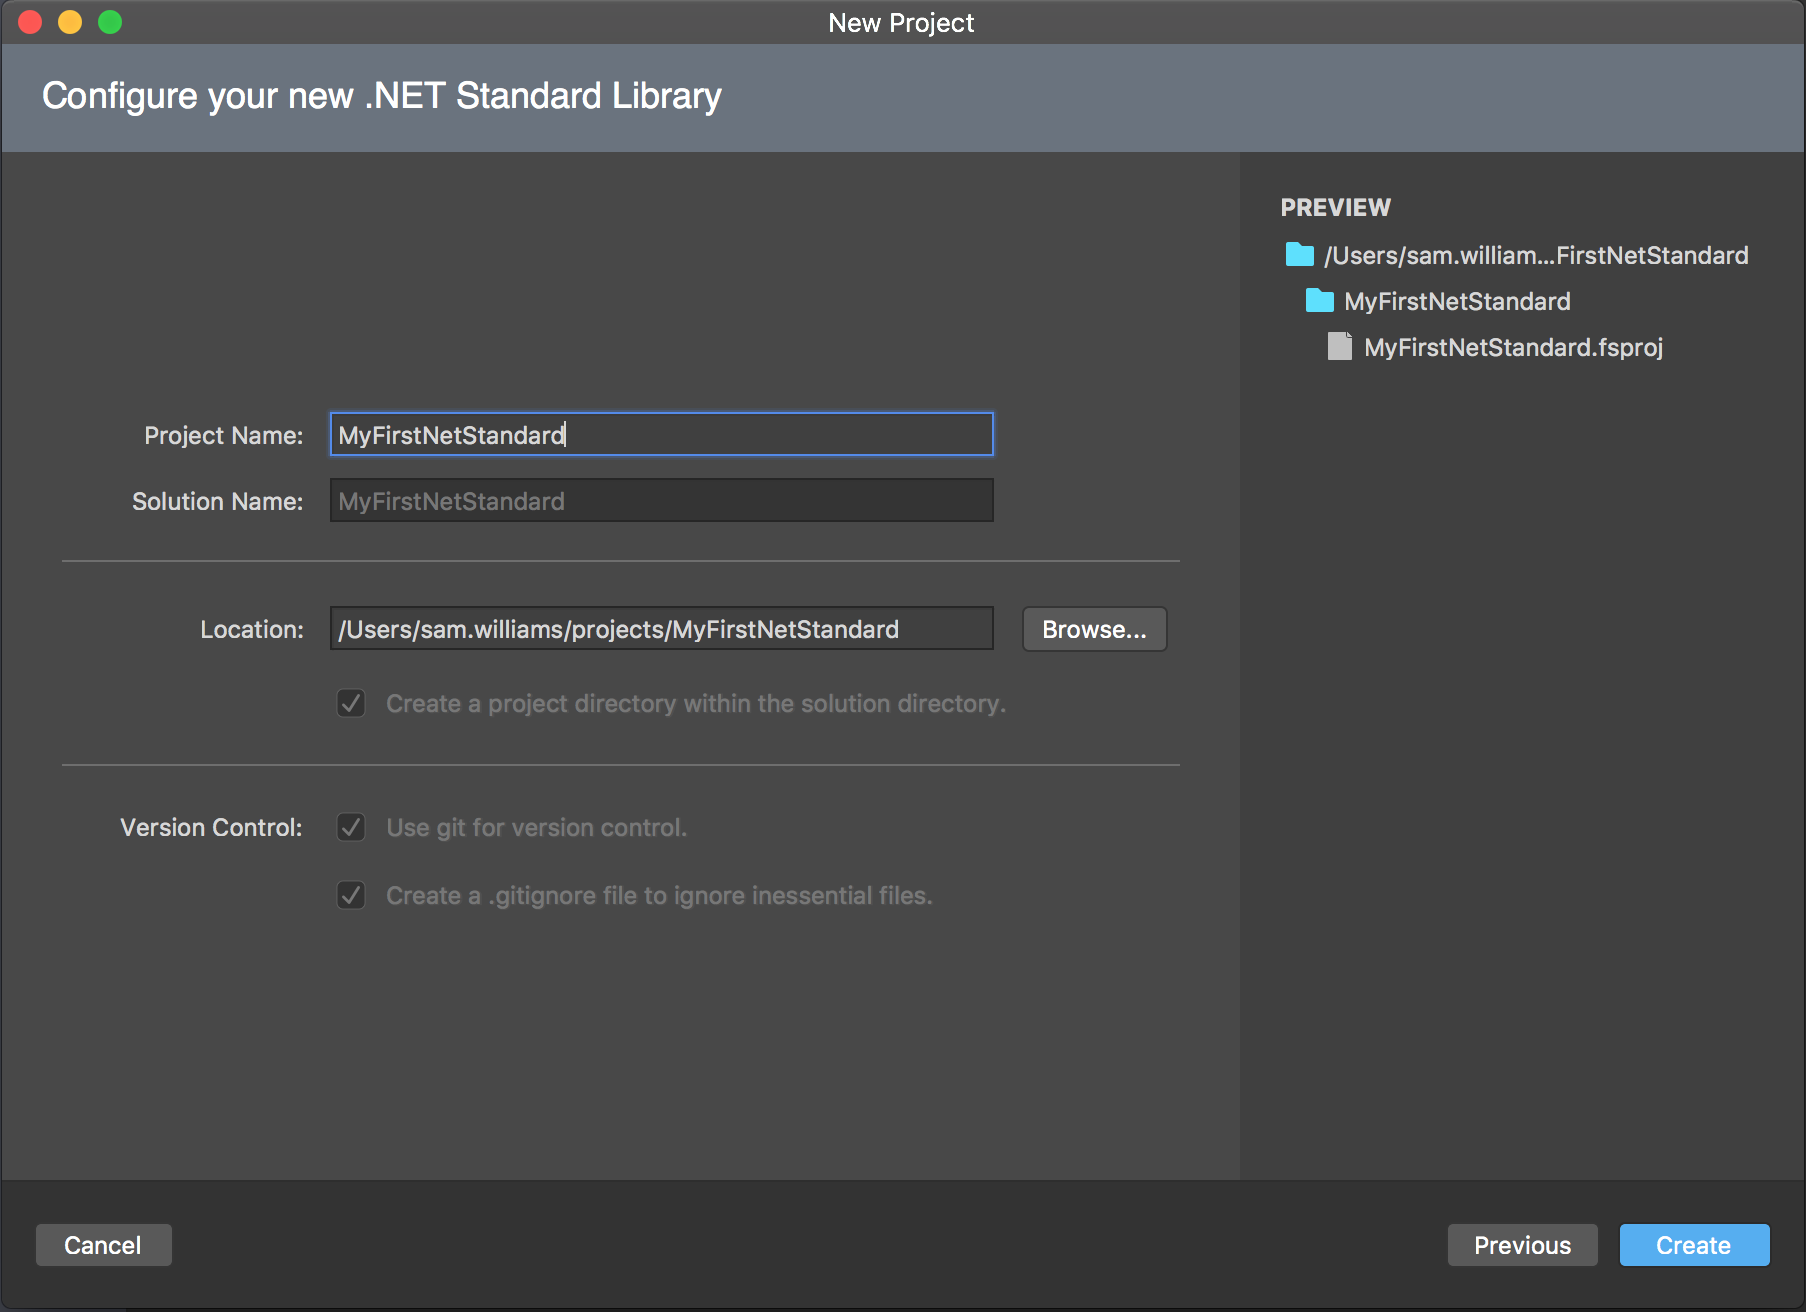 New Project
Configure your new .NET Standard Library
PREVIEW
/Users/sam.william...FirstNetStandard
MyFirstNetStandard
MyFirstNetStandard.fsproj
Project Name: MyFirstNetStandard
Solution Name: MyFirstNetStandard
Location: /Users/sam.williams/projects/MyFirstNetStandard Browse...
Create a project directory within the solution directory.
Version Control: Use git for version control.
Create a .gitignore file to ignore inessential files.
Cancel Previous Create